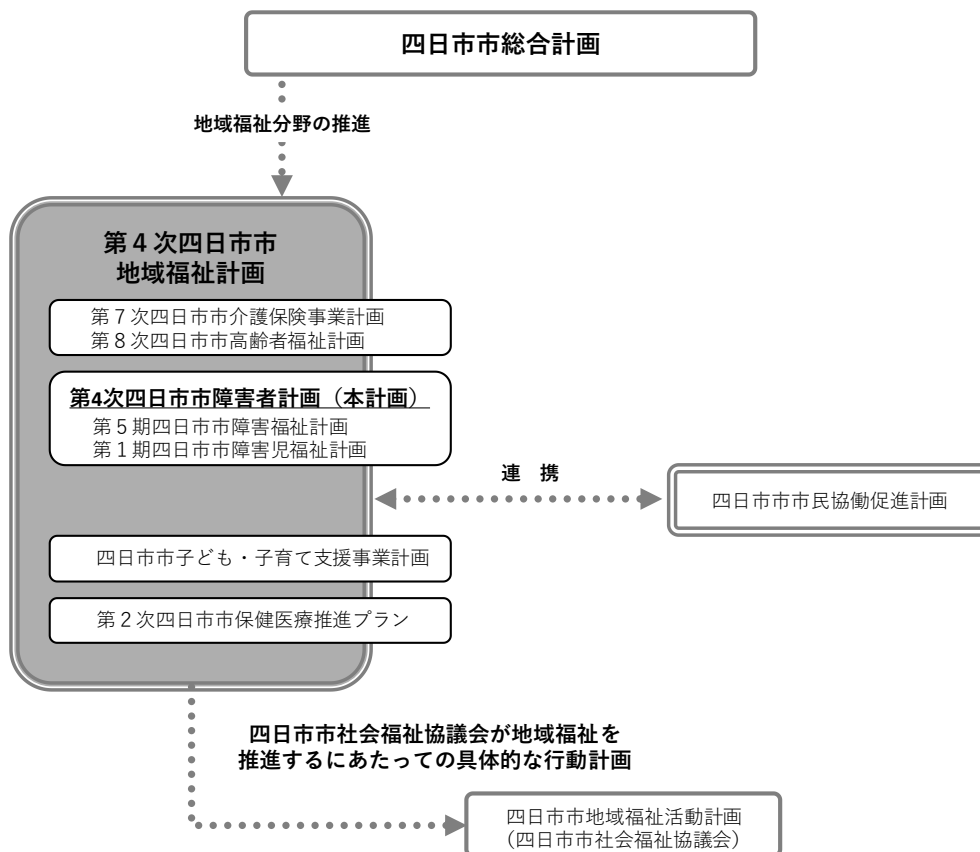 四日市市総合計画
地域福祉分野の推進
第４次四日市市
地域福祉計画
第７次四日市市介護保険事業計画
第８次四日市市高齢者福祉計画
第4次四日市市障害者計画（本計画）
第５期四日市市障害福祉計画
第１期四日市市障害児福祉計画
連　携
四日市市市民協働促進計画
四日市市子ども・子育て支援事業計画
第２次四日市市保健医療推進プラン
四日市市社会福祉協議会が地域福祉を
推進するにあたっての具体的な行動計画
四日市市地域福祉活動計画
(四日市市社会福祉協議会）